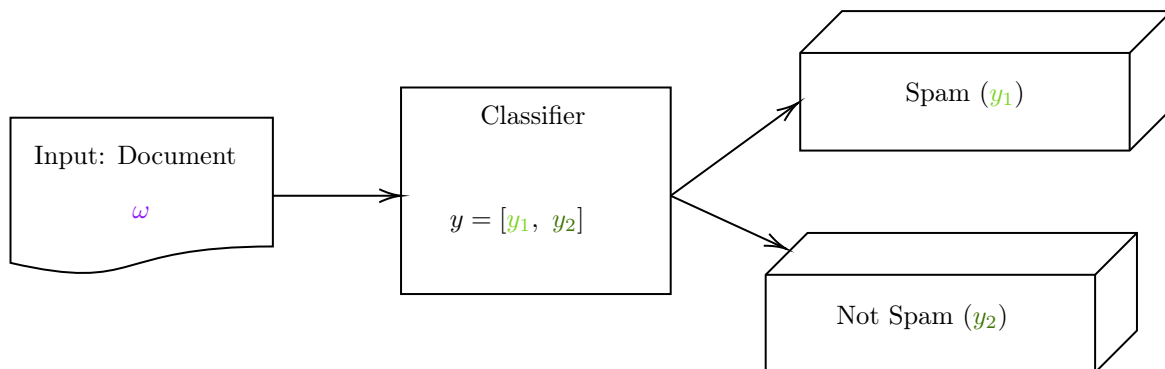 Input: Document
ω
Classifier
y = [y₁, y₂]
Spam (y₁)
Not Spam (y₂)